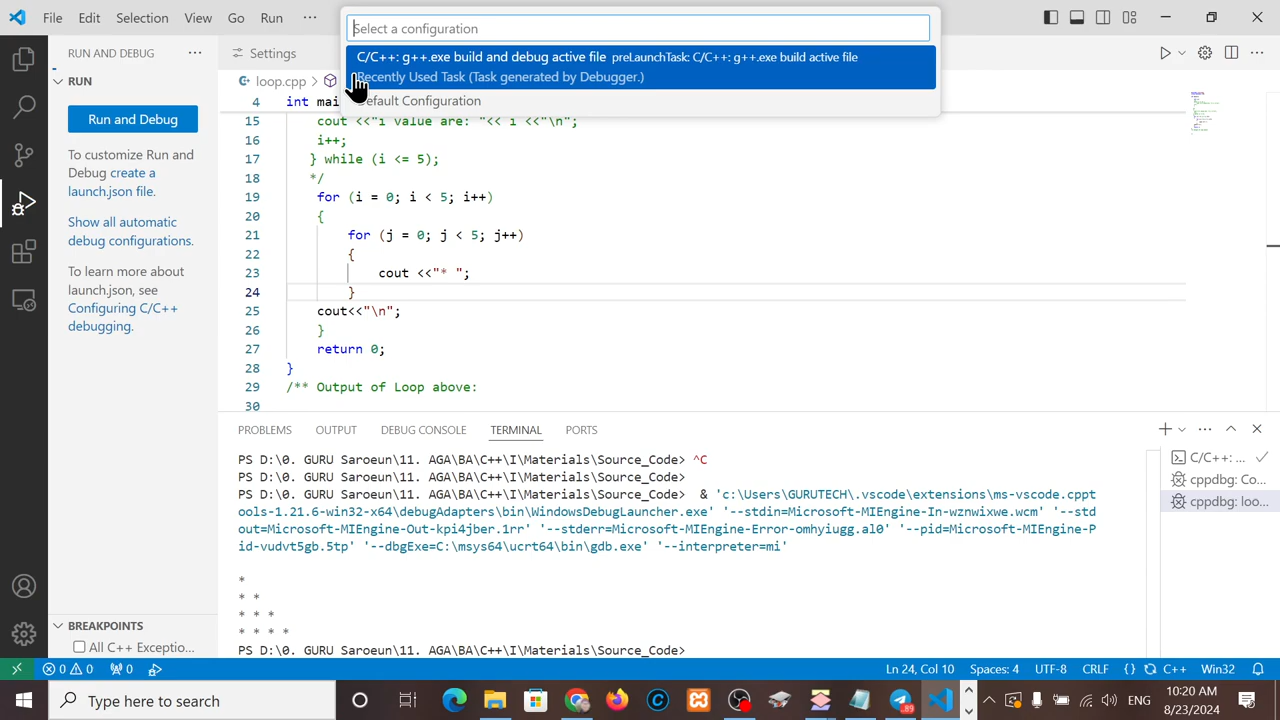 File Edit Selection View Go Run ···
Select a configuration
C/C++: g++.exe build and debug active file preLaunchTask: C/C++: g++.exe build active file
Recently Used Task (Task generated by Debugger.)
Default Configuration
RUN AND DEBUG ···
RUN
Run and Debug
To customize Run and
Debug create a
launch.json file.
Show all automatic
debug configurations.
To learn more about
launch.json, see
Configuring C/C++
debugging.
BREAKPOINTS
All C++ Exceptio...
Settings
loop.cpp
4 int mai
15 cout <<"i value are: "<< i <<"\n";
16 i++;
17 } while (i <= 5);
18 */
19 for (i = 0; i < 5; i++)
20 {
21 for (j = 0; j < 5; j++)
22 {
23 cout <<"* ";
24 }
25 cout<<"\n";
26 }
27 return 0;
28 }
29 /** Output of Loop above:
30
PROBLEMS OUTPUT DEBUG CONSOLE TERMINAL PORTS
PS D:\0. GURU Saroeun\11. AGA\BA\C++\I\Materials\Source_Code> ^C
PS D:\0. GURU Saroeun\11. AGA\BA\C++\I\Materials\Source_Code>
PS D:\0. GURU Saroeun\11. AGA\BA\C++\I\Materials\Source_Code> & 'c:\Users\GURUTECH\.vscode\extensions\ms-vscode.cppt
ools-1.21.6-win32-x64\debugAdapters\bin\WindowsDebugLauncher.exe' '--stdin=Microsoft-MIEngine-In-wznwixwe.wcm' '--std
out=Microsoft-MIEngine-Out-kpi4jber.1rr' '--stderr=Microsoft-MIEngine-Error-omhyiugg.al0' '--pid=Microsoft-MIEngine-P
id-vudvt5gb.5tp' '--dbgExe=C:\msys64\ucrt64\bin\gdb.exe' '--interpreter=mi'
*
* *
* * *
* * * *
PS D:\0. GURU Saroeun\11. AGA\BA\C++\I\Materials\Source_Code>
C/C++: ...
cppdbg: Co...
cppdbg: loo...
0 0 0 Ln 24, Col 10 Spaces: 4 UTF-8 CRLF {} C++ Win32
Type here to search
89
ENG
10:20 AM
8/23/2024